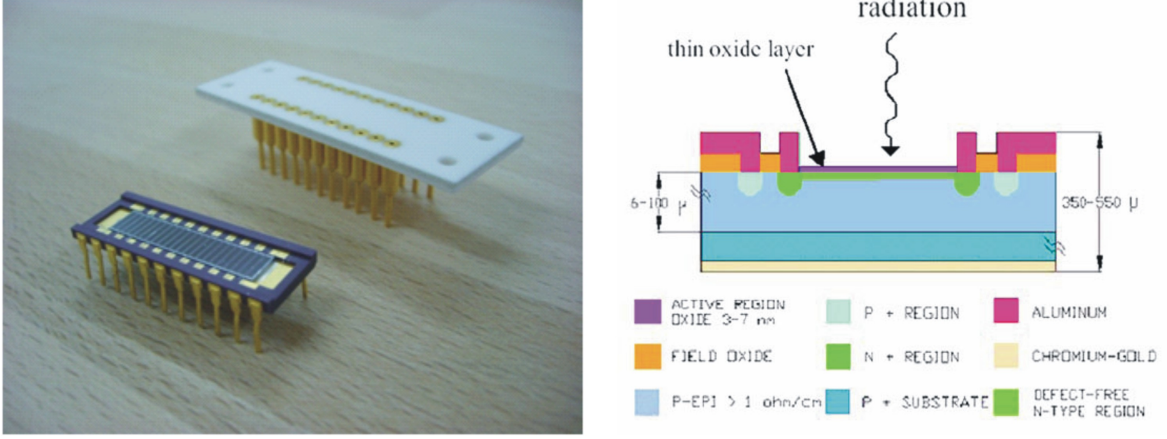 radiation
thin oxide layer
6-100 μ
350-550 μ
ACTIVE REGION
OXIDE 3-7 nm
P + REGION
ALUMINUM
FIELD OXIDE
N + REGION
CHROMIUM-GOLD
P-EPI > 1 ohm/cm
P + SUBSTRATE
DEFECT-FREE
N-TYPE REGION